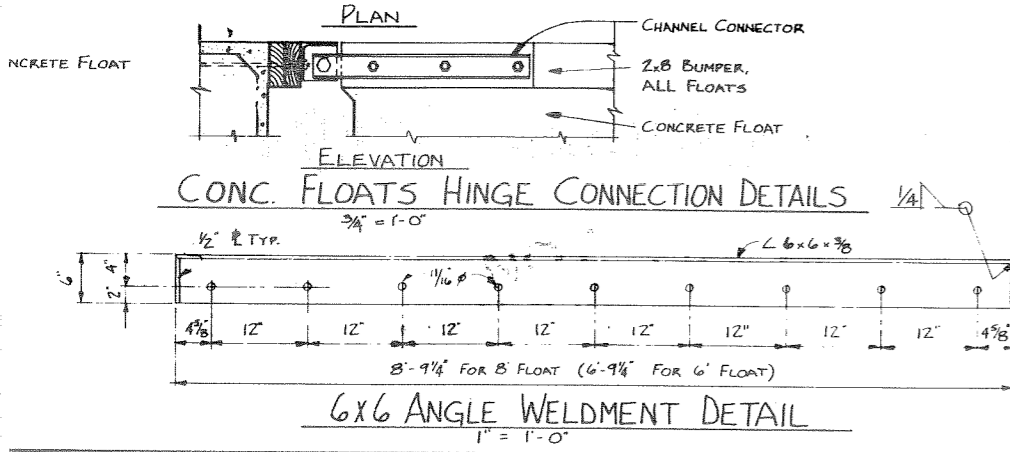 PLAN
CHANNEL CONNECTOR
NCRETE FLOAT
2x8 BUMPER,
ALL FLOATS
CONCRETE FLOAT
ELEVATION
CONC. FLOATS HINGE CONNECTION DETAILS
3/4" = 1'-0"
1/4
1/2" ℄ TYP.
∠ 6x6x3/8
6"
4"
2"
11/16 ø
4 5/8" 12" 12" 12" 12" 12" 12" 12" 12" 4 5/8"
8'-9 1/4" FOR 8' FLOAT (6'-9 1/4" FOR 6' FLOAT)
6X6 ANGLE WELDMENT DETAIL
1" = 1'-0"